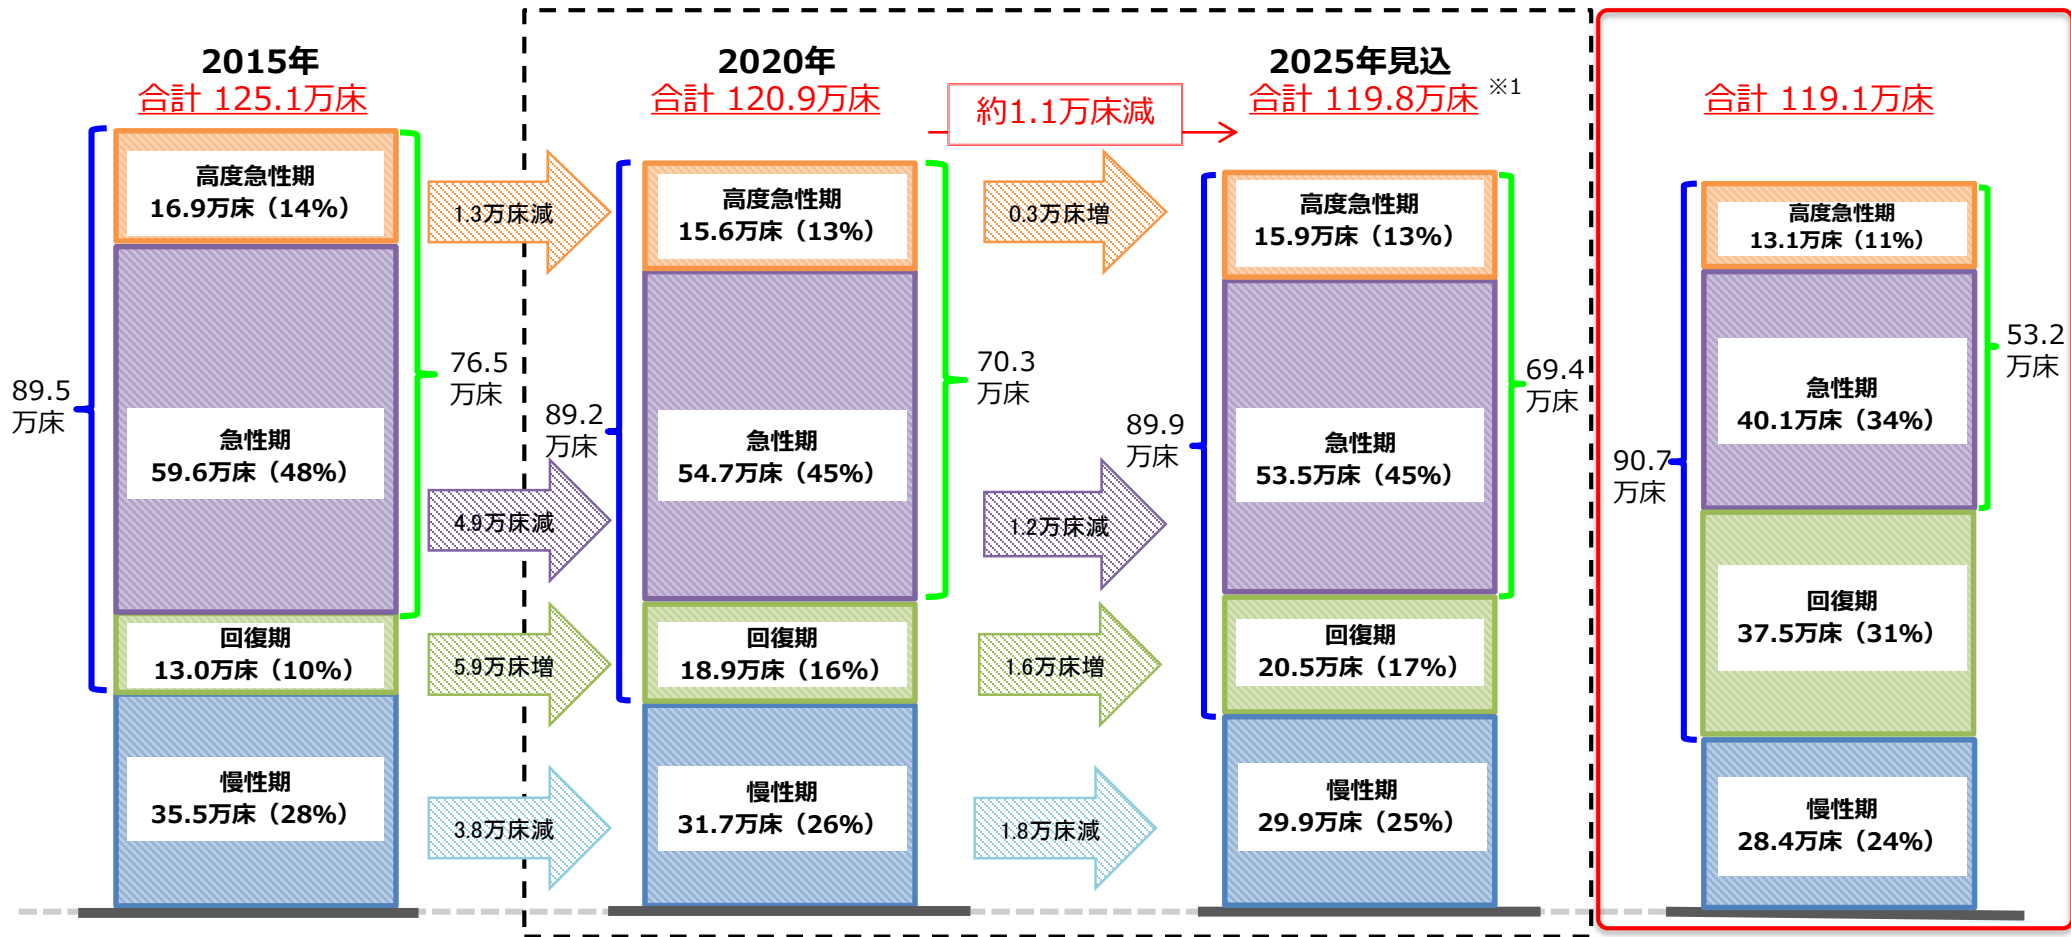 2015年
合計 125.1万床
高度急性期
16.9万床（14%）
急性期
59.6万床（48%）
回復期
13.0万床（10%）
慢性期
35.5万床（28%）
89.5
万床
76.5
万床
1.3万床減
4.9万床減
5.9万床増
3.8万床減
2020年
合計 120.9万床
高度急性期
15.6万床（13%）
急性期
54.7万床（45%）
回復期
18.9万床（16%）
慢性期
31.7万床（26%）
89.2
万床
70.3
万床
約1.1万床減
0.3万床増
1.2万床減
1.6万床増
1.8万床減
2025年見込
合計 119.8万床 ※1
高度急性期
15.9万床（13%）
急性期
53.5万床（45%）
回復期
20.5万床（17%）
慢性期
29.9万床（25%）
89.9
万床
69.4
万床
合計 119.1万床
高度急性期
13.1万床（11%）
急性期
40.1万床（34%）
回復期
37.5万床（31%）
慢性期
28.4万床（24%）
90.7
万床
53.2
万床